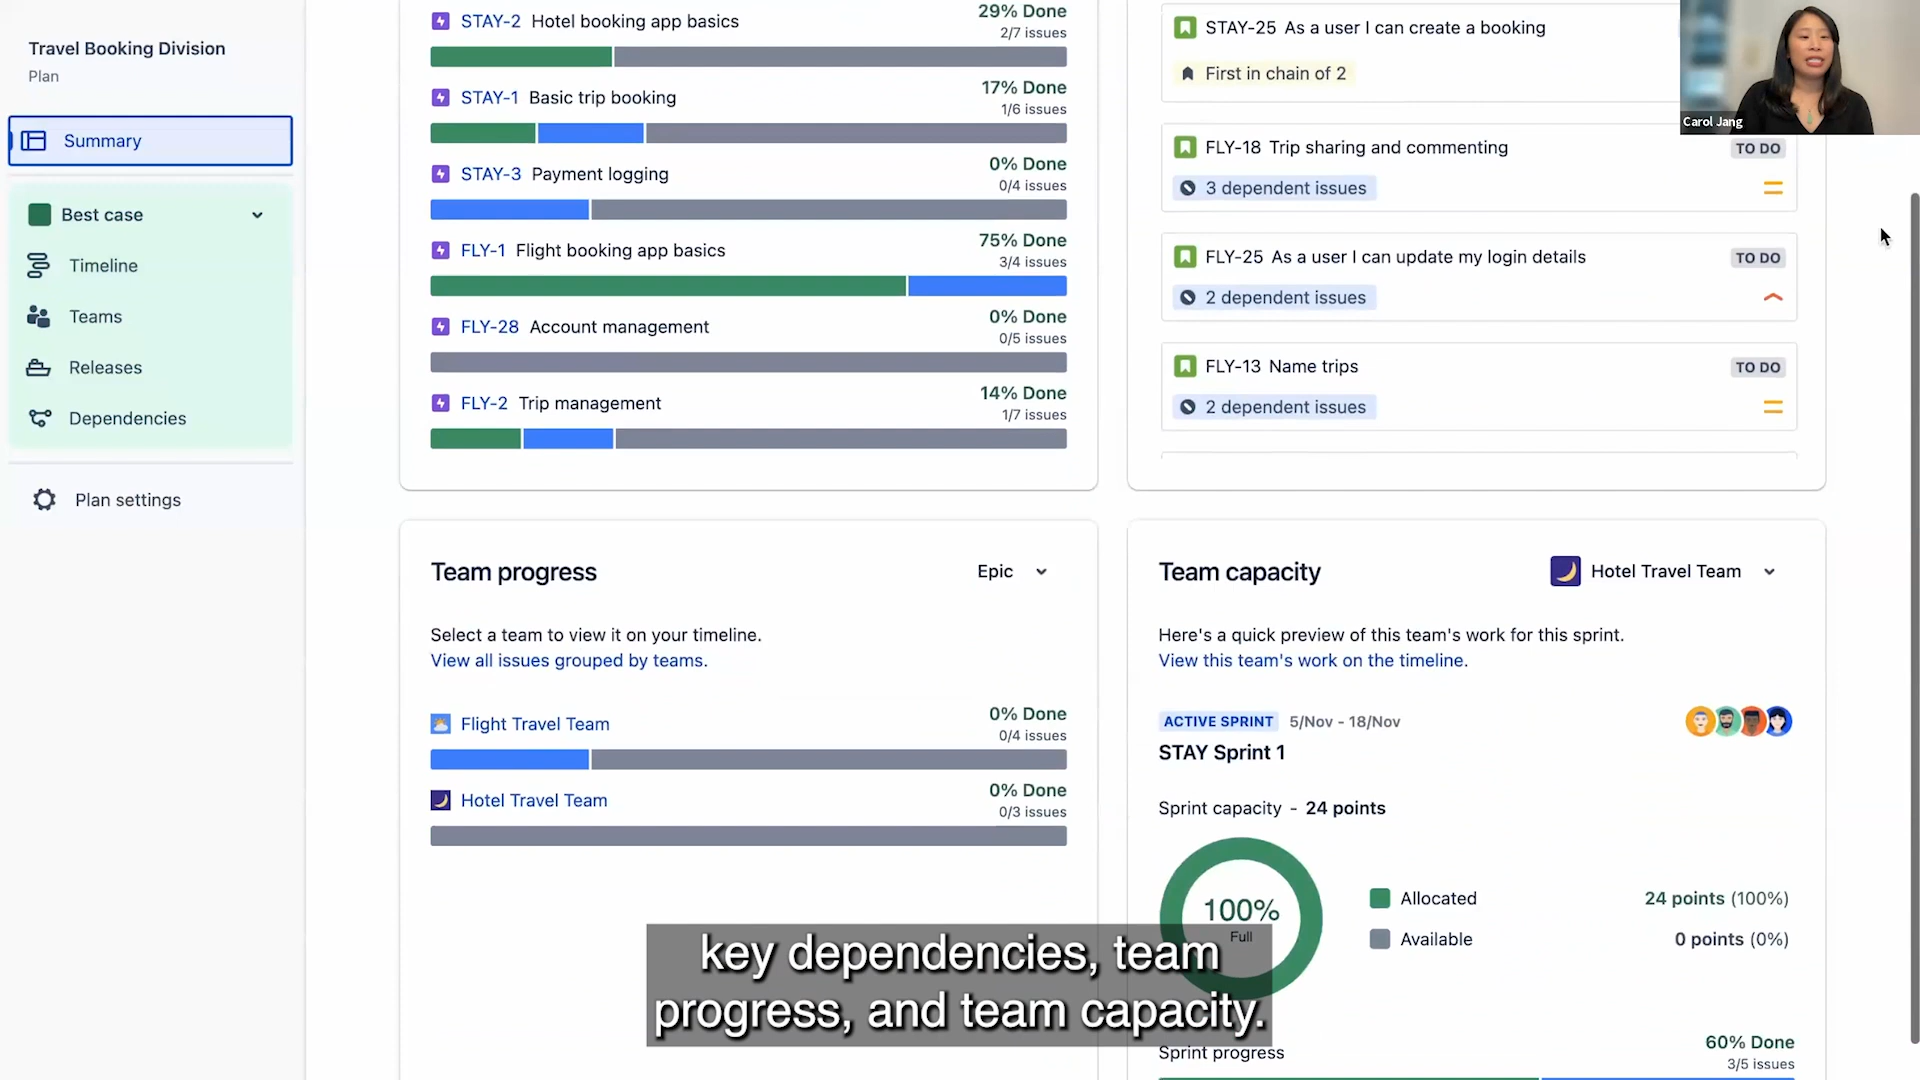 Travel Booking Division
Plan
Summary
Best case
Timeline
Teams
Releases
Dependencies
Plan settings
STAY-2 Hotel booking app basics
29% Done
2/7 issues
STAY-1 Basic trip booking
17% Done
1/6 issues
STAY-3 Payment logging
0% Done
0/4 issues
FLY-1 Flight booking app basics
75% Done
3/4 issues
FLY-28 Account management
0% Done
0/5 issues
FLY-2 Trip management
14% Done
1/7 issues
STAY-25 As a user I can create a booking
First in chain of 2
FLY-18 Trip sharing and commenting
TO DO
3 dependent issues
FLY-25 As a user I can update my login details
TO DO
2 dependent issues
FLY-13 Name trips
TO DO
2 dependent issues
Carol Jang
Team progress
Epic
Select a team to view it on your timeline.
View all issues grouped by teams.
Flight Travel Team
0% Done
0/4 issues
Hotel Travel Team
0% Done
0/3 issues
Team capacity
Hotel Travel Team
Here's a quick preview of this team's work for this sprint.
View this team's work on the timeline.
ACTIVE SPRINT 5/Nov - 18/Nov
STAY Sprint 1
Sprint capacity - 24 points
100%
Full
Allocated
24 points (100%)
Available
0 points (0%)
Sprint progress
60% Done
3/5 issues
key dependencies, team
progress, and team capacity.